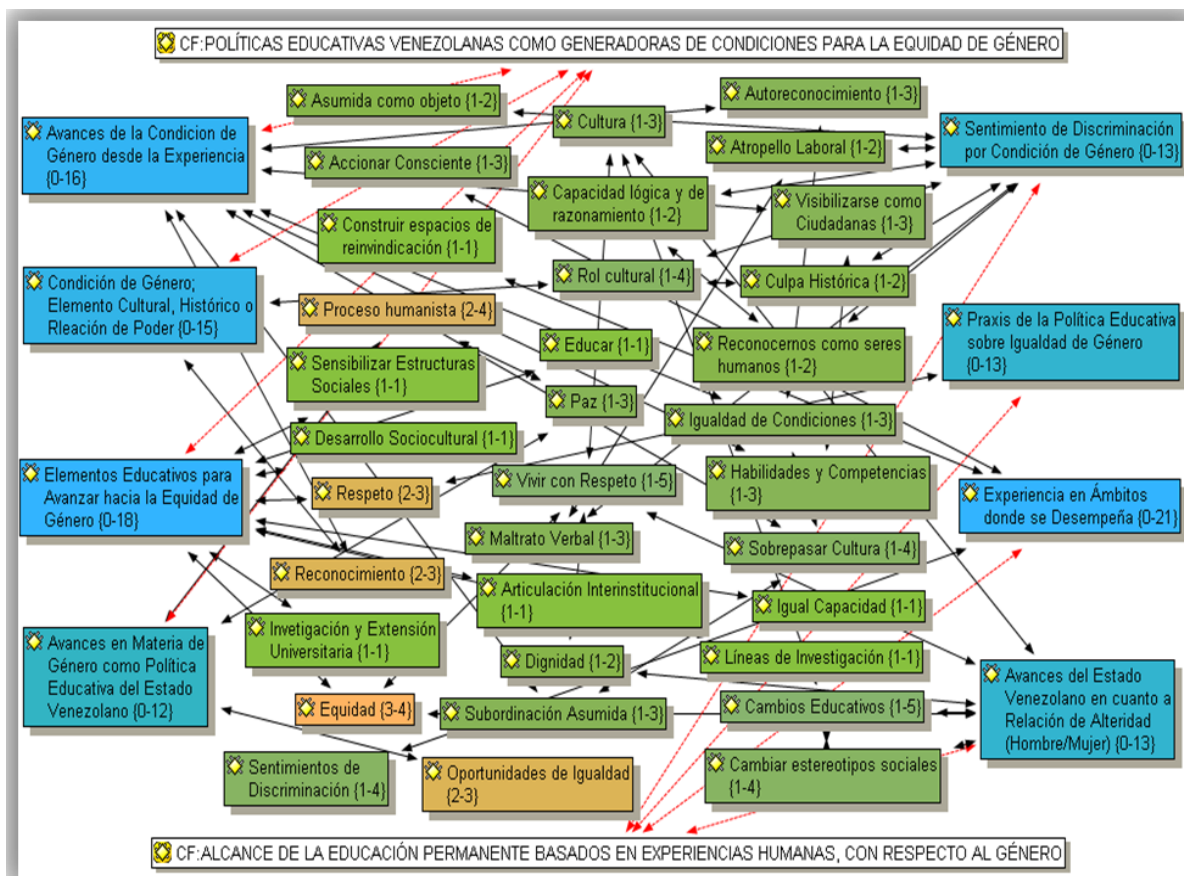 CF:POLÍTICAS EDUCATIVAS VENEZOLANAS COMO GENERADORAS DE CONDICIONES PARA LA EQUIDAD DE GÉNERO
Asumida como objeto {1-2}
Autoreconocimiento {1-3}
Avances de la Condicion de
Género desde la Experiencia
{0-16}
Cultura {1-3}
Sentimiento de Discriminación
por Condición de Género {0-13}
Atropello Laboral {1-2}
Accionar Consciente {1-3}
Capacidad lógica y de
razonamiento {1-2}
Visibilizarse como
Ciudadanas {1-3}
Construir espacios de
reinvindicación {1-1}
Condición de Género;
Elemento Cultural, Histórico o
Rleación de Poder {0-15}
Rol cultural {1-4}
Culpa Histórica {1-2}
Proceso humanista {2-4}
Praxis de la Política Educativa
sobre Igualdad de Género
{0-13}
Educar {1-1}
Reconocernos como seres
humanos {1-2}
Sensibilizar Estructuras
Sociales {1-1}
Paz {1-3}
Igualdad de Condiciones {1-3}
Desarrollo Sociocultural {1-1}
Elementos Educativos para
Avanzar hacia la Equidad de
Género {0-18}
Respeto {2-3}
Vivir con Respeto {1-5}
Habilidades y Competencias
{1-3}
Experiencia en Ámbitos
donde se Desempeña {0-21}
Maltrato Verbal {1-3}
Sobrepasar Cultura {1-4}
Reconocimiento {2-3}
Articulación Interinstitucional
{1-1}
Igual Capacidad {1-1}
Invetigación y Extensión
Universitaria {1-1}
Avances en Materia de
Género como Política
Educativa del Estado
Venezolano {0-12}
Dignidad {1-2}
Líneas de Investigación {1-1}
Avances del Estado
Venezolano en cuanto a
Relación de Alteridad
(Hombre/Mujer) {0-13}
Equidad {3-4}
Subordinación Asumida {1-3}
Cambios Educativos {1-5}
Sentimientos de
Discriminación {1-4}
Oportunidades de Igualdad
{2-3}
Cambiar estereotipos sociales
{1-4}
CF:ALCANCE DE LA EDUCACIÓN PERMANENTE BASADOS EN EXPERIENCIAS HUMANAS, CON RESPECTO AL GÉNERO